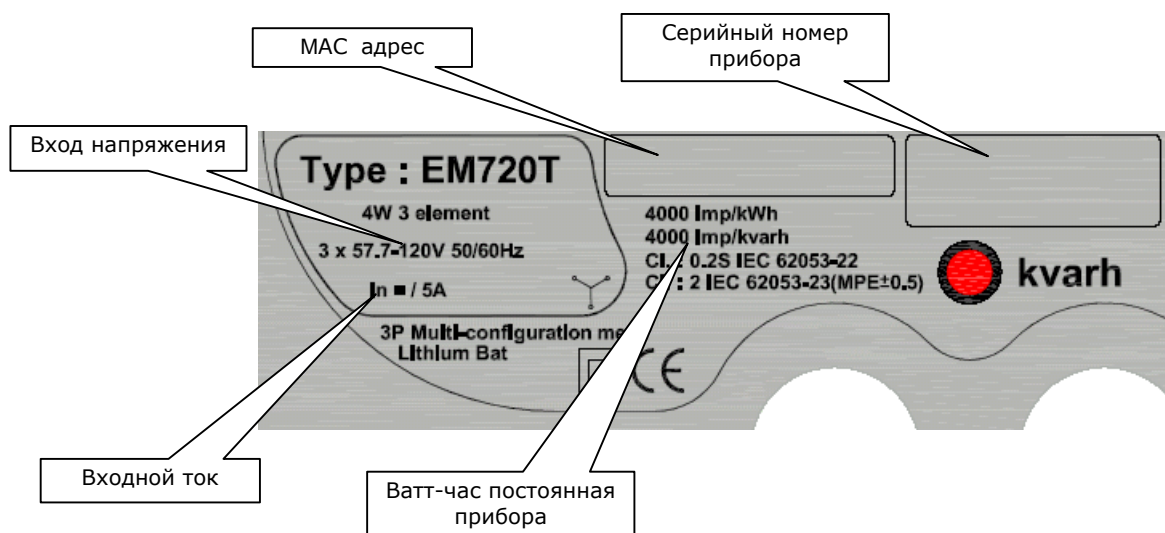 MAC адрес
Серийный номер
прибора
Вход напряжения
Type : EM720T
4W 3 element
3 x 57.7-120V 50/60Hz
In ■ / 5A
3P Multi-configuration me
Lithium Bat
4000 Imp/kWh
4000 Imp/kvarh
Cl. : 0.2S IEC 62053-22
: 2 IEC 62053-23(MPE±0.5)
kvarh
CE
Входной ток
Ватт-час постоянная
прибора